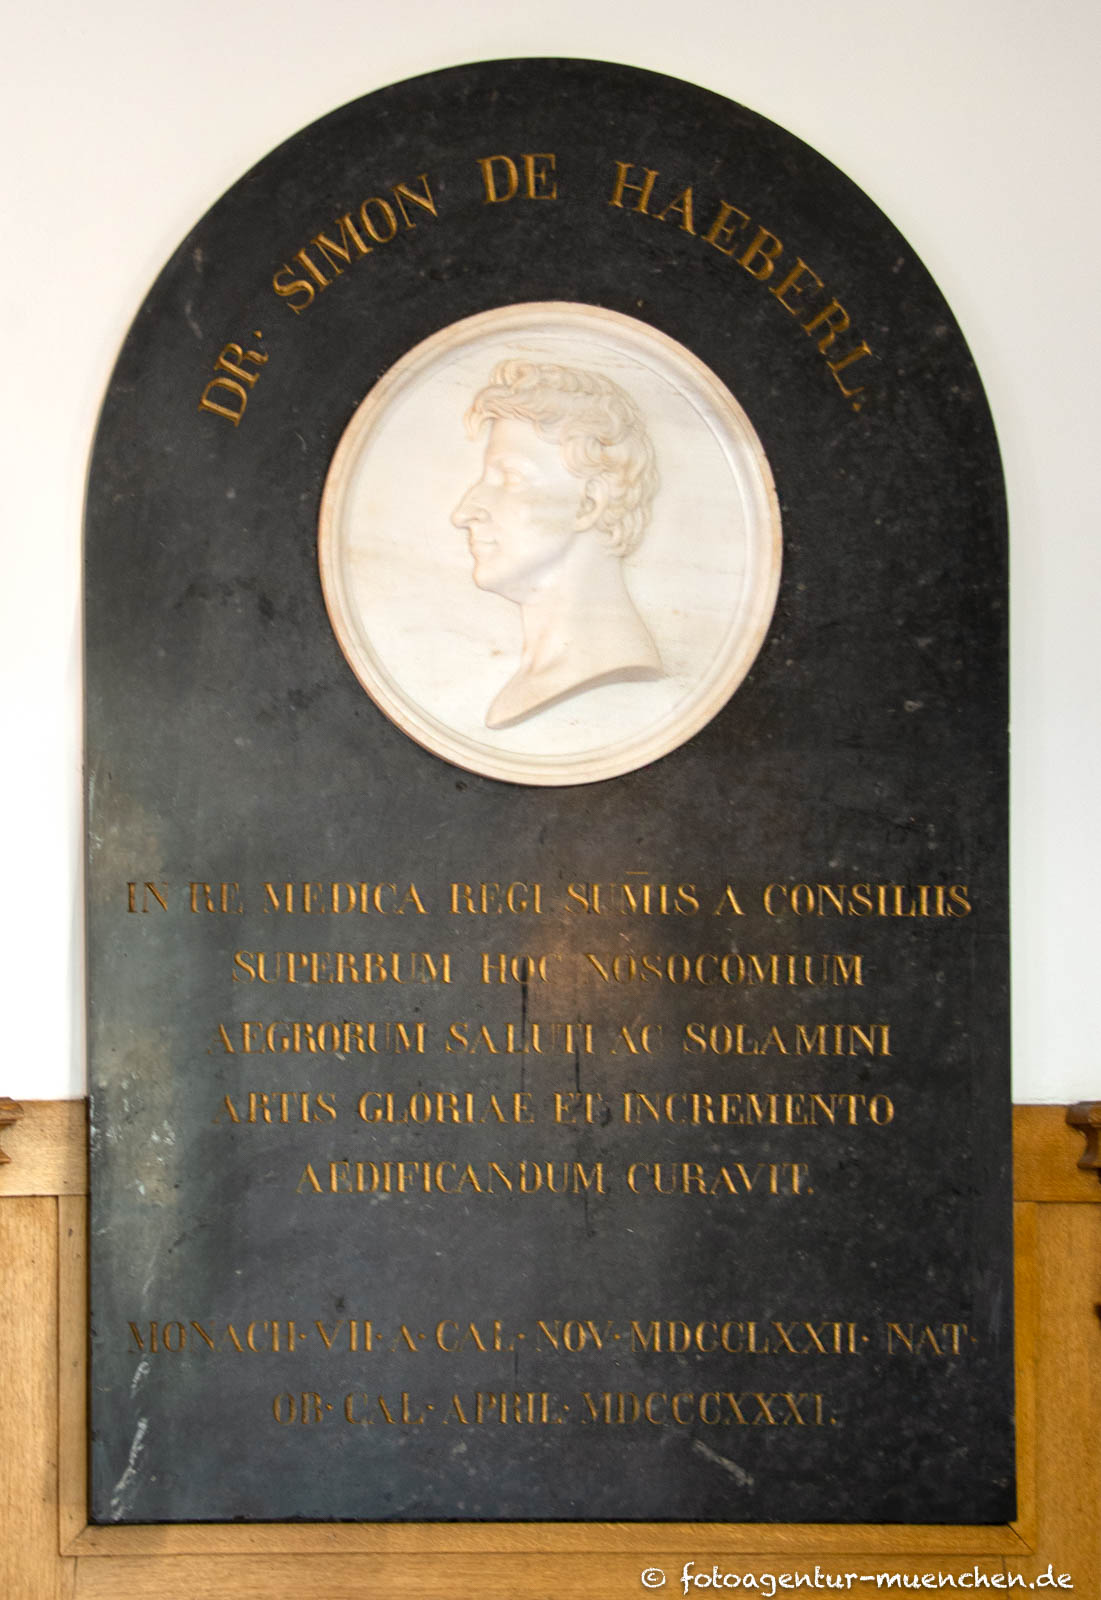 DR· SIMON DE HAEBERL.
IN RE MEDICA REGI SUM̅IS A CONSILIIS
SUPERBUM HOC NOSOCOMIUM
AEGRORUM SALUTI AC SOLAMINI
ARTIS GLORIAE ET INCREMENTO
AEDIFICANDUM CURAVIT.
MONACII· VII· A· CAL· NOV· MDCCLXXII· NAT·
OB· CAL· APRIL· MDCCCXXXI.
© fotoagentur-muenchen.de